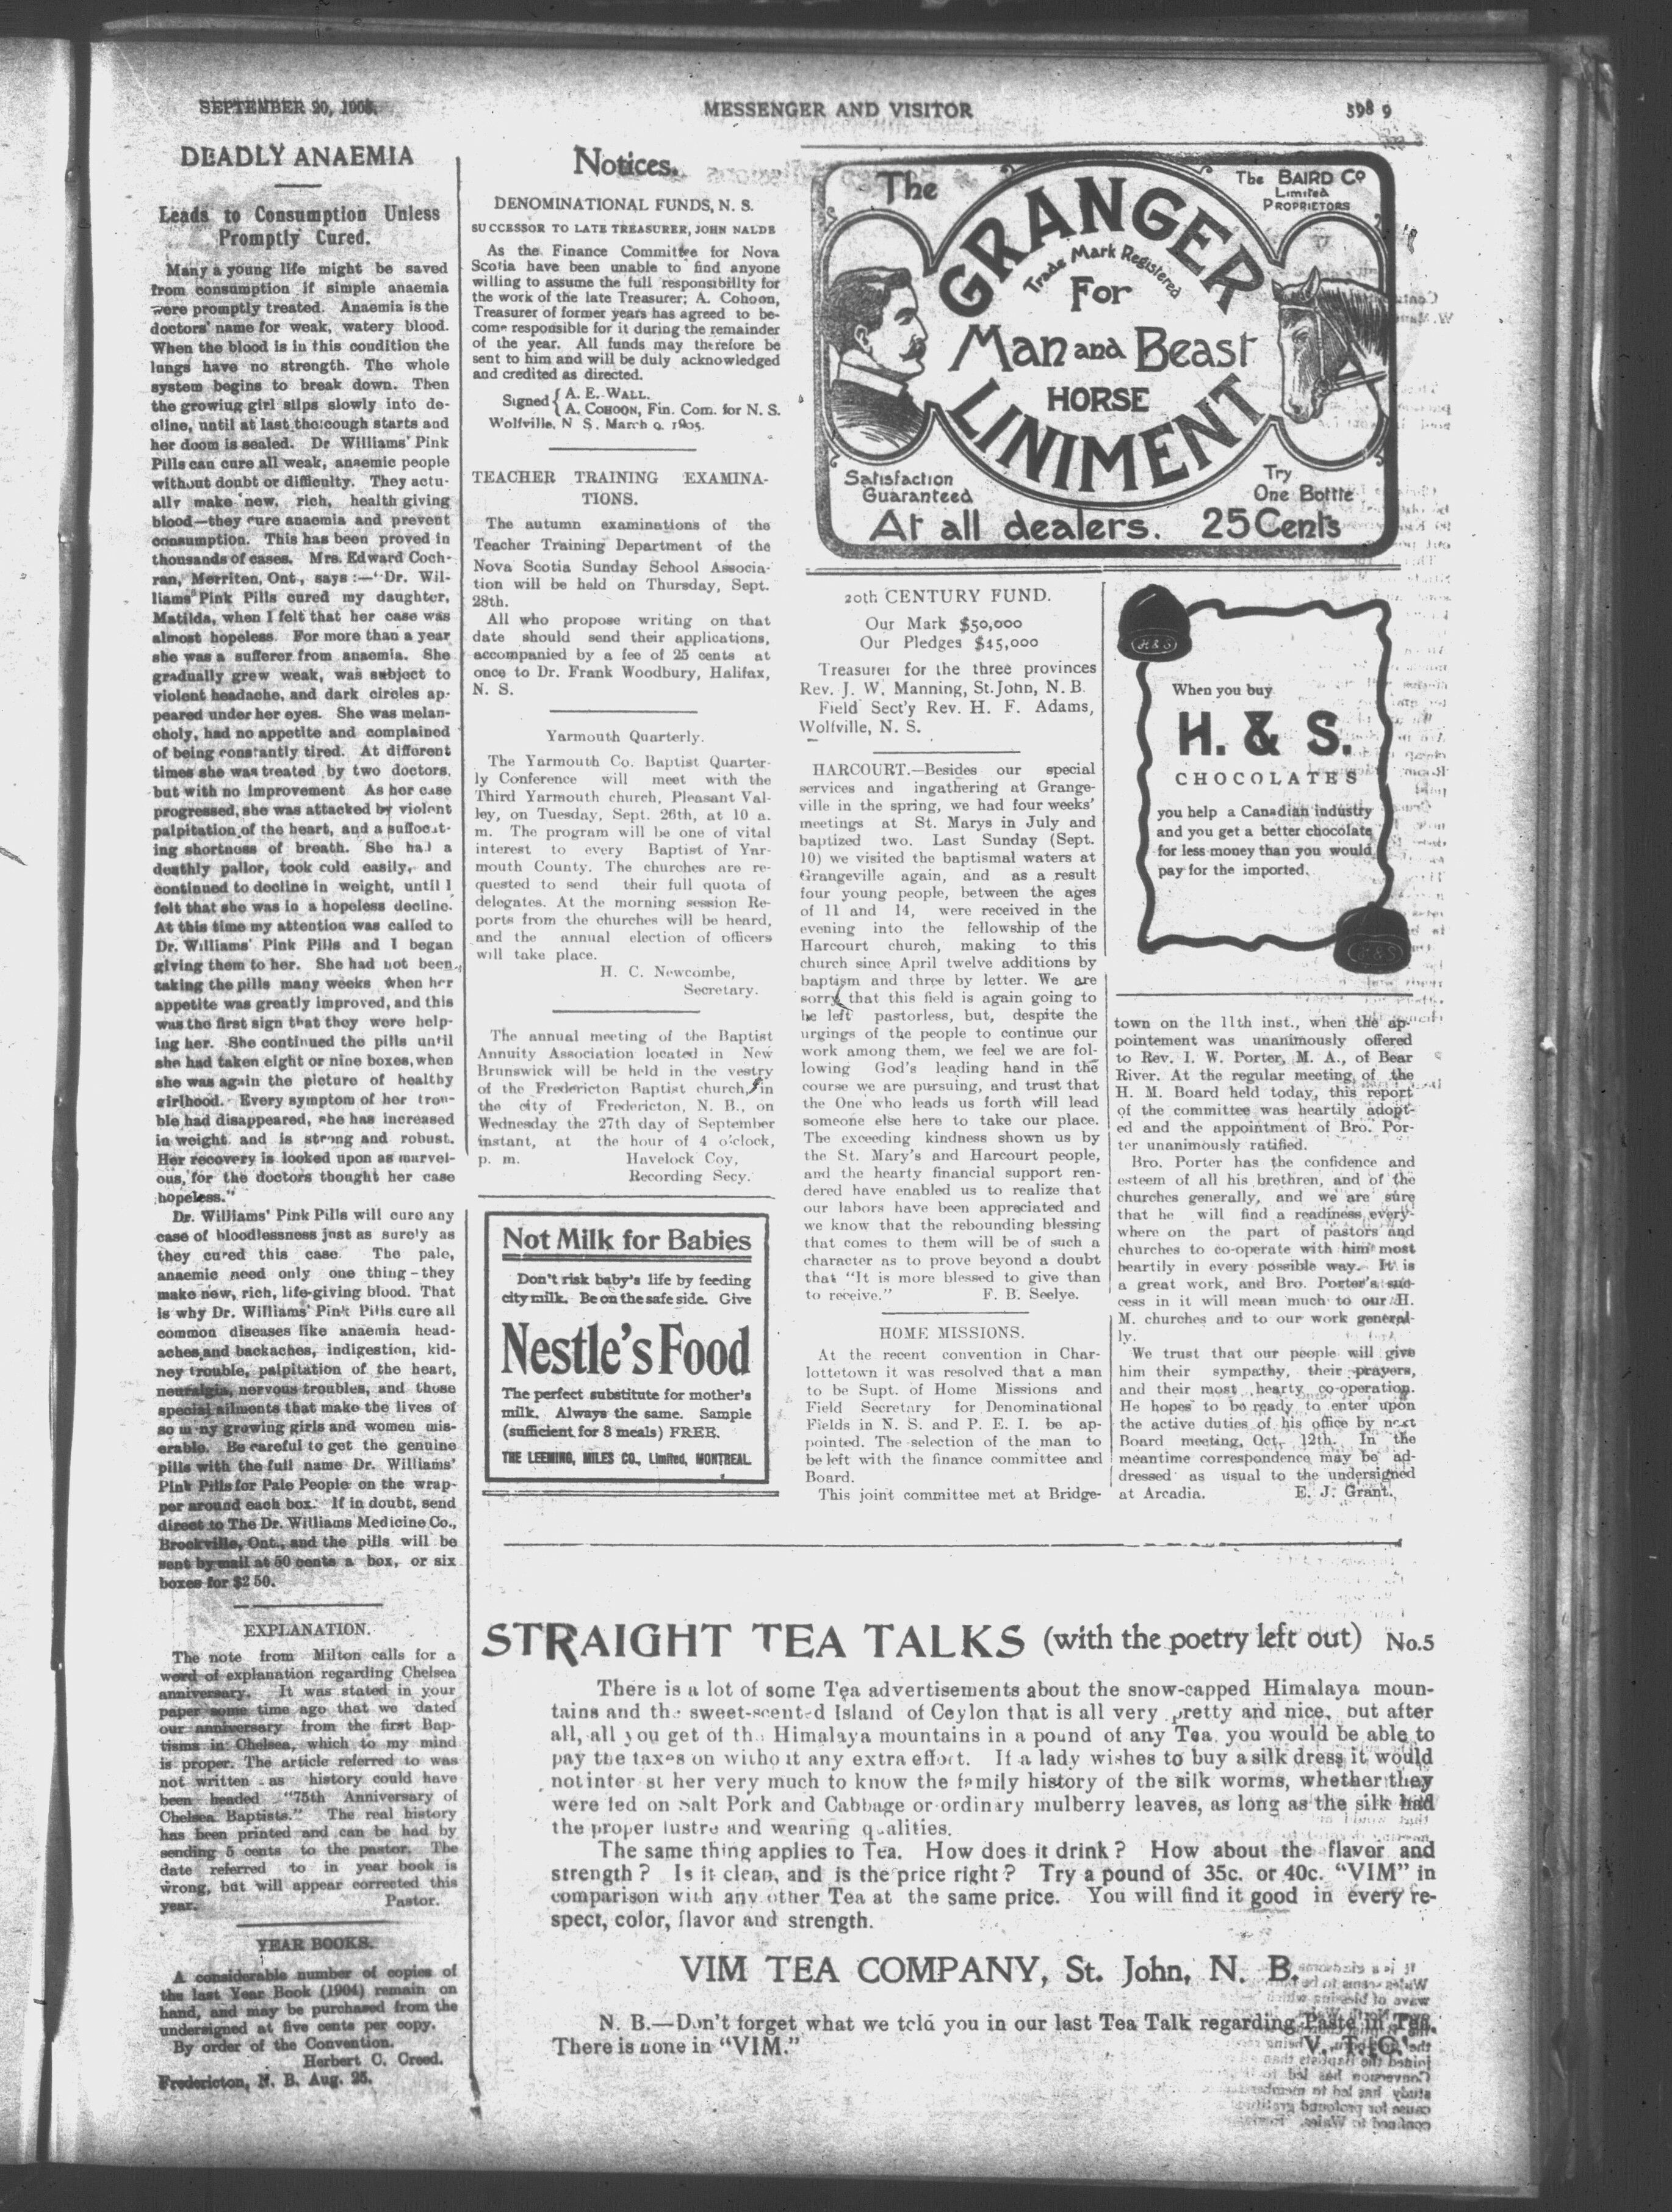 SEPTEMBER 20, 1905.
MESSENGER AND VISITOR
598 9
DEADLY ANAEMIA
Leads to Consumption Unless
Promptly Cured.
Many a young life might be saved
from consumption if simple anaemia
were promptly treated. Anaemia is the
doctors' name for weak, watery blood.
When the blood is in this condition the
lungs have no strength. The whole
system begins to break down. Then
the growing girl slips slowly into de-
cline, until at last the cough starts and
her doom is sealed. Dr Williams' Pink
Pills can cure all weak, anaemic people
without doubt or difficulty. They actu-
ally make new, rich, health giving
blood—they cure anaemia and prevent
consumption. This has been proved in
thousands of cases. Mrs. Edward Coch-
ran, Merriten, Ont, says :—"Dr. Wil-
liams' Pink Pills cured my daughter,
Matilda, when I felt that her case was
almost hopeless. For more than a year
she was a sufferer from anaemia. She
gradually grew weak, was subject to
violent headache, and dark circles ap-
peared under her eyes. She was melan-
choly, had no appetite and complained
of being constantly tired. At different
times she was treated by two doctors,
but with no improvement As her case
progressed, she was attacked by violent
palpitation of the heart, and a suffocat-
ing shortness of breath. She had a
deathly pallor, took cold easily, and
continued to decline in weight, until I
felt that she was in a hopeless decline.
At this time my attention was called to
Dr. Williams' Pink Pills and I began
giving them to her. She had not been
taking the pills many weeks when her
appetite was greatly improved, and this
was the first sign that they were help-
ing her. She continued the pills until
she had taken eight or nine boxes, when
she was again the picture of healthy
girlhood. Every symptom of her trou-
ble had disappeared, she has increased
in weight and is strong and robust.
Her recovery is looked upon as marvel-
ous, for the doctors thought her case
hopeless."
Dr. Williams' Pink Pills will cure any
case of bloodlessness just as surely as
they cured this case. The pale,
anaemic need only one thing-they
make new, rich, life-giving blood. That
is why Dr. Williams' Pink Pills cure all
common diseases like anaemia head-
aches and backaches, indigestion, kid-
ney trouble, palpitation of the heart,
neuralgia, nervous troubles, and those
special ailments that make the lives of
so many growing girls and women mis-
erable. Be careful to get the genuine
pills with the full name Dr. Williams'
Pink Pills for Pale People on the wrap-
per around each box. If in doubt, send
direct to The Dr. Williams Medicine Co.,
Brockville, Ont., and the pills will be
sent by mail at 50 cents a box, or six
boxes for $2 50.
EXPLANATION.
The note from Milton calls for a
word of explanation regarding Chelsea
anniversary. It was stated in your
paper some time ago that we dated
our anniversary from the first Bap-
tisms in Chelsea, which to my mind
is proper. The article referred to was
not written as history could have
been headed "75th Anniversary of
Chelsea Baptists." The real history
has been printed and can be had by
sending 5 cents to the pastor. The
date referred to in year book is
wrong, but will appear corrected this
year. Pastor.
YEAR BOOKS.
A considerable number of copies of
the last Year Book (1904) remain on
hand, and may be purchased from the
undersigned at five cents per copy.
By order of the Convention.
Herbert C. Creed.
Fredericton, N. B. Aug. 25.
Notices.
DENOMINATIONAL FUNDS, N. S.
SUCCESSOR TO LATE TREASURER, JOHN NALDE
As the Finance Committee for Nova
Scotia have been unable to find anyone
willing to assume the full responsibility for
the work of the late Treasurer; A. Cohoon,
Treasurer of former years has agreed to be-
come responsible for it during the remainder
of the year. All funds may therefore be
sent to him and will be duly acknowledged
and credited as directed.
Signed { A. E. WALL.
A. COHOON, Fin. Com. for N. S.
Wolfville, N S, March 9. 1905.
TEACHER TRAINING EXAMINA-
TIONS.
The autumn examinations of the
Teacher Training Department of the
Nova Scotia Sunday School Associa-
tion will be held on Thursday, Sept.
28th.
All who propose writing on that
date should send their applications,
accompanied by a fee of 25 cents at
once to Dr. Frank Woodbury, Halifax,
N. S.
Yarmouth Quarterly.
The Yarmouth Co. Baptist Quarter-
ly Conference will meet with the
Third Yarmouth church, Pleasant Val-
ley, on Tuesday, Sept. 26th, at 10 a.
m. The program will be one of vital
interest to every Baptist of Yar-
mouth County. The churches are re-
quested to send their full quota of
delegates. At the morning session Re-
ports from the churches will be heard,
and the annual election of officers
will take place.
H. C. Newcombe,
Secretary.
The annual meeting of the Baptist
Annuity Association located in New
Brunswick will be held in the vestry
of the Fredericton Baptist church, in
the city of Fredericton, N. B., on
Wednesday the 27th day of September
instant, at the hour of 4 o'clock,
p. m. Havelock Coy,
Recording Secy.
Not Milk for Babies
Don't risk baby's life by feeding
city milk. Be on the safe side. Give
Nestle's Food
The perfect substitute for mother's
milk. Always the same. Sample
(sufficient for 8 meals) FREE.
THE LEEMING, MILES CO., Limited, MONTREAL.
The
GRANGER
Trade Mark Registered
The BAIRD Co
Limited
PROPRIETORS
For
Man and Beast
HORSE
LINIMENT
Satisfaction
Guaranteed
Try
One Bottle
At all dealers. 25 Cents
20th CENTURY FUND.
Our Mark $50,000
Our Pledges $45,000
Treasurer for the three provinces
Rev. J. W. Manning, St. John, N. B.
Field Sect'y Rev. H. F. Adams,
Wolfville, N. S.
HARCOURT.—Besides our special
services and ingathering at Grange-
ville in the spring, we had four weeks'
meetings at St. Marys in July and
baptized two. Last Sunday (Sept.
10) we visited the baptismal waters at
Grangeville again, and as a result
four young people, between the ages
of 11 and 14, were received in the
evening into the fellowship of the
Harcourt church, making to this
church since April twelve additions by
baptism and three by letter. We are
sorry that this field is again going to
be left pastorless, but, despite the
urgings of the people to continue our
work among them, we feel we are fol-
lowing God's leading hand in the
course we are pursuing, and trust that
the One who leads us forth will lead
someone else here to take our place.
The exceeding kindness shown us by
the St. Mary's and Harcourt people,
and the hearty financial support ren-
dered have enabled us to realize that
our labors have been appreciated and
we know that the rebounding blessing
that comes to them will be of such a
character as to prove beyond a doubt
that "It is more blessed to give than
to receive." F. B. Seelye.
HOME MISSIONS.
At the recent convention in Char-
lottetown it was resolved that a man
to be Supt. of Home Missions and
Field Secretary for Denominational
Fields in N. S. and P. E. I. be ap-
pointed. The selection of the man to
be left with the finance committee and
Board.
This joint committee met at Bridge-
H & S
When you buy
H. & S.
CHOCOLATES
you help a Canadian industry
and you get a better chocolate
for less money than you would
pay for the imported.
H & S
town on the 11th inst., when the ap-
pointement was unanimously offered
to Rev. I. W. Porter, M. A., of Bear
River. At the regular meeting of the
H. M. Board held today, this report
of the committee was heartily adopt-
ed and the appointment of Bro. Por-
ter unanimously ratified.
Bro. Porter has the confidence and
esteem of all his brethren, and of the
churches generally, and we are sure
that he will find a readiness every-
where on the part of pastors and
churches to co-operate with him most
heartily in every possible way. It is
a great work, and Bro. Porter's suc-
cess in it will mean much to our H.
M. churches and to our work general-
ly.
We trust that our people will give
him their sympathy, their prayers,
and their most hearty co-operation.
He hopes to be ready to enter upon
the active duties of his office by next
Board meeting, Oct. 12th. In the
meantime correspondence may be ad-
dressed as usual to the undersigned
at Arcadia. E. J. Grant.
STRAIGHT TEA TALKS (with the poetry left out) No.5
There is a lot of some Tea advertisements about the snow-capped Himalaya moun-
tains and the sweet-scented Island of Ceylon that is all very pretty and nice, but after
all, all you get of the Himalaya mountains in a pound of any Tea, you would be able to
pay the taxes on without any extra effort. If a lady wishes to buy a silk dress it would
not interest her very much to know the family history of the silk worms, whether they
were fed on Salt Pork and Cabbage or ordinary mulberry leaves, as long as the silk had
the proper lustre and wearing qualities.
The same thing applies to Tea. How does it drink? How about the flavor and
strength? Is it clean, and is the price right? Try a pound of 35c. or 40c. "VIM" in
comparison with any other Tea at the same price. You will find it good in every re-
spect, color, flavor and strength.
VIM TEA COMPANY, St. John, N. B.
N. B.—Don't forget what we told you in our last Tea Talk regarding Paste in Tea.
There is none in "VIM." V. T. C.